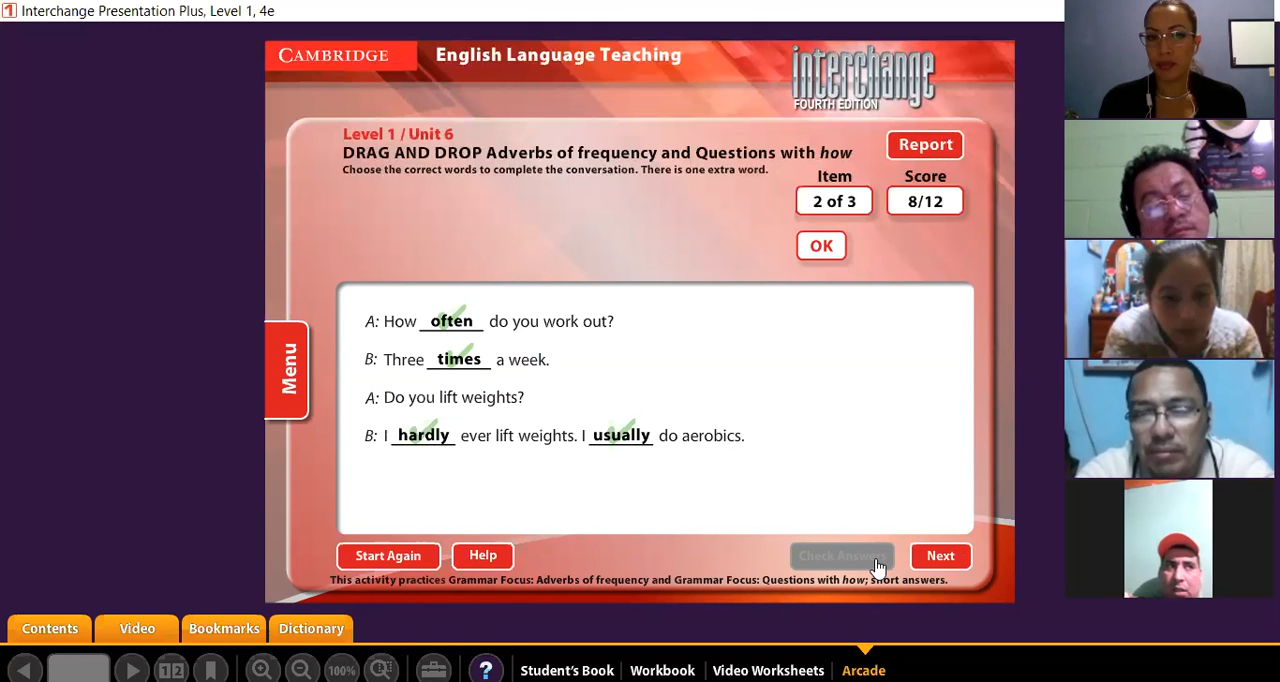 Interchange Presentation Plus, Level 1, 4e
CAMBRIDGE
English Language Teaching
interchange
FOURTH EDITION
Level 1 / Unit 6
DRAG AND DROP Adverbs of frequency and Questions with how
Choose the correct words to complete the conversation. There is one extra word.
Report
Item
Score
2 of 3
8/12
OK
Menu
A: How often do you work out?
B: Three times a week.
A: Do you lift weights?
B: I hardly ever lift weights. I usually do aerobics.
Start Again
Help
Check Answers
Next
This activity practices Grammar Focus: Adverbs of frequency and Grammar Focus: Questions with how; short answers.
Contents
Video
Bookmarks
Dictionary
1 2
100%
?
Student's Book
Workbook
Video Worksheets
Arcade